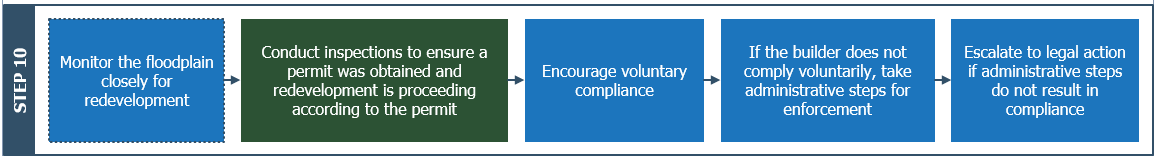 STEP 10
Monitor the floodplain
closely for
redevelopment
Conduct inspections to ensure a
permit was obtained and
redevelopment is proceeding
according to the permit
Encourage voluntary
compliance
If the builder does not
comply voluntarily, take
administrative steps for
enforcement
Escalate to legal action
if administrative steps
do not result in
compliance